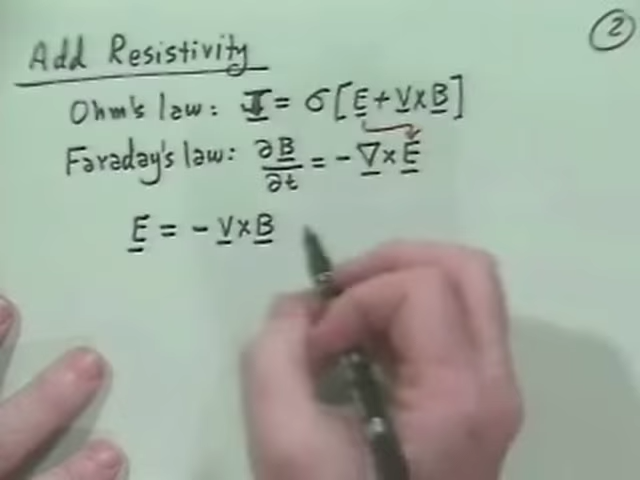 ②
Add Resistivity
Ohm's law: J = σ[E + V×B]
Faraday's law: ∂B/∂t = - ∇×E
E = - V×B